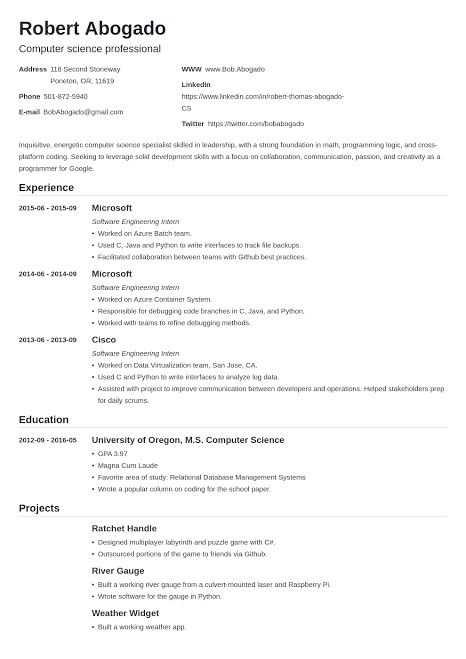 Robert Abogado
Computer science professional
Address 118 Second Stoneway
Poneton, OR, 11619
Phone 501-872-5940
E-mail BobAbogado@gmail.com
WWW www.Bob.Abogado
LinkedIn
https://www.linkedin.com/in/robert-thomas-abogado-
CS
Twitter https://twitter.com/bobabogado
Inquisitive, energetic computer science specialist skilled in leadership, with a strong foundation in math, programming logic, and cross-
platform coding. Seeking to leverage solid development skills with a focus on collaboration, communication, passion, and creativity as a
programmer for Google.
Experience
2015-06 - 2015-09 Microsoft
Software Engineering Intern
• Worked on Azure Batch team.
• Used C, Java and Python to write interfaces to track file backups.
• Facilitated collaboration between teams with Github best practices.
2014-06 - 2014-09 Microsoft
Software Engineering Intern
• Worked on Azure Container System.
• Responsible for debugging code branches in C, Java, and Python.
• Worked with teams to refine debugging methods.
2013-06 - 2013-09 Cisco
Software Engineering Intern
• Worked on Data Virtualization team, San Jose, CA.
• Used C and Python to write interfaces to analyze log data.
• Assisted with project to improve communication between developers and operations. Helped stakeholders prep
for daily scrums.
Education
2012-09 - 2016-05 University of Oregon, M.S. Computer Science
• GPA 3.97
• Magna Cum Laude
• Favorite area of study: Relational Database Management Systems
• Wrote a popular column on coding for the school paper.
Projects
Ratchet Handle
• Designed multiplayer labyrinth and puzzle game with C#.
• Outsourced portions of the game to friends via Github.
River Gauge
• Built a working river gauge from a culvert-mounted laser and Raspberry Pi.
• Wrote software for the gauge in Python.
Weather Widget
• Built a working weather app.